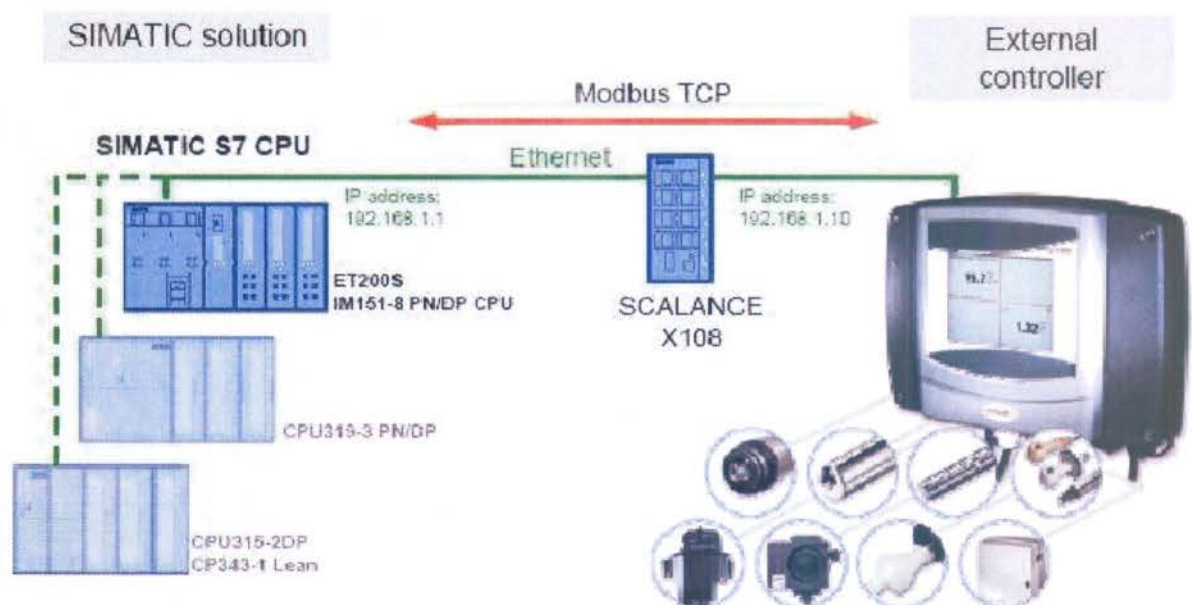 SIMATIC solution
External
controller
Modbus TCP
SIMATIC S7 CPU
Ethernet
IP address:
192.168.1.1
IP address:
192.168.1.10
ET200S
IM151-8 PN/DP CPU
SCALANCE
X108
CPU319-3 PN/DP
CPU315-2DP
CP343-1 Lean